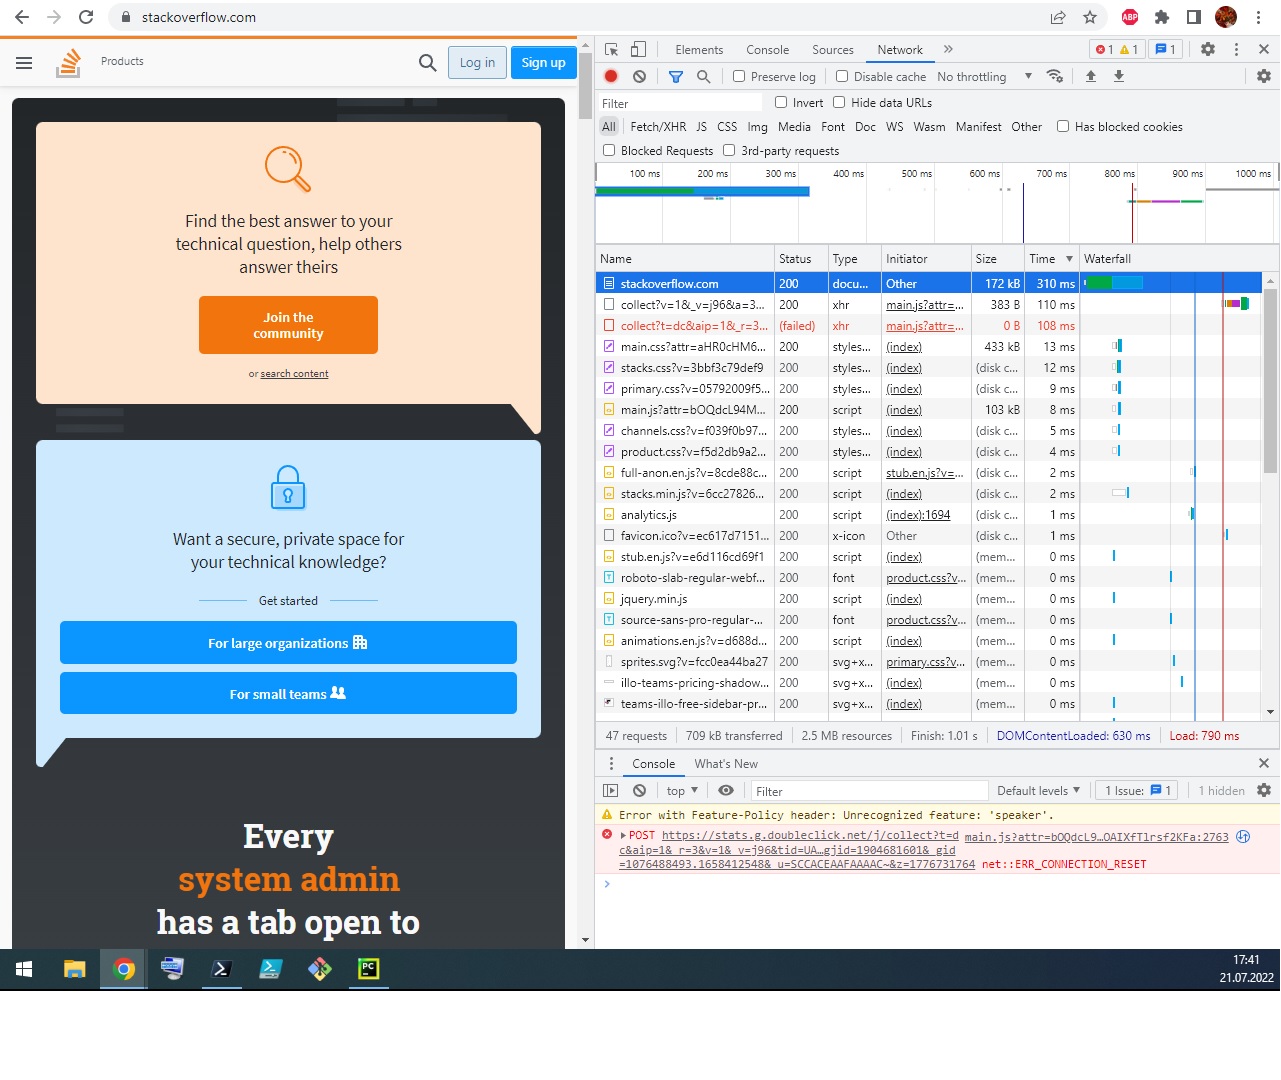 stackoverflow.com
ABP
Products
Log in
Sign up
Find the best answer to your
technical question, help others
answer theirs
Join the
community
or search content
Want a secure, private space for
your technical knowledge?
Get started
For large organizations
For small teams
Every
system admin
has a tab open to
Elements Console Sources Network » 1 1 1
Preserve log Disable cache No throttling
Filter Invert Hide data URLs
All Fetch/XHR JS CSS Img Media Font Doc WS Wasm Manifest Other Has blocked cookies
Blocked Requests 3rd-party requests
100 ms 200 ms 300 ms 400 ms 500 ms 600 ms 700 ms 800 ms 900 ms 1000 ms
Name Status Type Initiator Size Time Waterfall
stackoverflow.com 200 docu... Other 172 kB 310 ms
collect?v=1&_v=j96&a=3... 200 xhr main.js?attr=... 383 B 110 ms
collect?t=dc&aip=1&_r=3... (failed) xhr main.js?attr=... 0 B 108 ms
main.css?attr=aHR0cHM6... 200 styles... (index) 433 kB 13 ms
stacks.css?v=3bbf3c79def9 200 styles... (index) (disk c... 12 ms
primary.css?v=05792009f5... 200 styles... (index) (disk c... 9 ms
main.js?attr=bOQdcL94M... 200 script (index) 103 kB 8 ms
channels.css?v=f039f0b97... 200 styles... (index) (disk c... 5 ms
product.css?v=f5d2db9a2... 200 styles... (index) (disk c... 4 ms
full-anon.en.js?v=8cde88c... 200 script stub.en.js?v=... (disk c... 2 ms
stacks.min.js?v=6cc27826... 200 script (index) (disk c... 2 ms
analytics.js 200 script (index):1694 (disk c... 1 ms
favicon.ico?v=ec617d7151... 200 x-icon Other (disk c... 1 ms
stub.en.js?v=e6d116cd69f1 200 script (index) (mem... 0 ms
roboto-slab-regular-webf... 200 font product.css?v... (mem... 0 ms
jquery.min.js 200 script (index) (mem... 0 ms
source-sans-pro-regular-... 200 font product.css?v... (mem... 0 ms
animations.en.js?v=d688d... 200 script (index) (mem... 0 ms
sprites.svg?v=fcc0ea44ba27 200 svg+x... primary.css?v... (mem... 0 ms
illo-teams-pricing-shadow... 200 svg+x... (index) (mem... 0 ms
teams-illo-free-sidebar-pr... 200 svg+x... (index) (mem... 0 ms
47 requests 709 kB transferred 2.5 MB resources Finish: 1.01 s DOMContentLoaded: 630 ms Load: 790 ms
Console What's New
top Filter Default levels 1 Issue: 1 1 hidden
Error with Feature-Policy header: Unrecognized feature: 'speaker'.
POST https://stats.g.doubleclick.net/j/collect?t=d main.js?attr=bOQdcL9…OAIXfTlrsf2KFa:2763
c&aip=1&_r=3&v=1&_v=j96&tid=UA…gjid=1904681601&_gid
=1076488493.1658412548&_u=SCCACEAAFAAAAC~&z=1776731764 net::ERR_CONNECTION_RESET
PC
17:41
21.07.2022